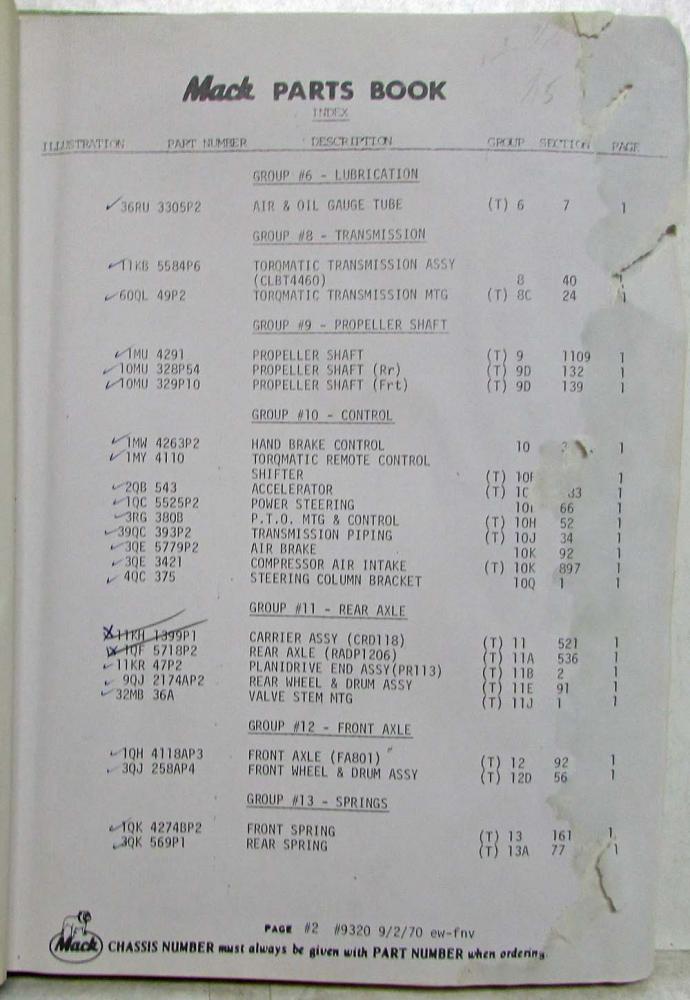 Mack PARTS BOOK
INDEX
ILLUSTRATION PART NUMBER DESCRIPTION GROUP SECTION PAGE
GROUP #6 - LUBRICATION
36RU 3305P2 AIR & OIL GAUGE TUBE (T) 6 7 1
GROUP #8 - TRANSMISSION
11KB 5584P6 TORQMATIC TRANSMISSION ASSY
(CLBT4460) 8 40
60QL 49P2 TORQMATIC TRANSMISSION MTG (T) 8C 24 1
GROUP #9 - PROPELLER SHAFT
1MU 4291 PROPELLER SHAFT (T) 9 1109 1
10MU 328P54 PROPELLER SHAFT (Rr) (T) 9D 132 1
10MU 329P10 PROPELLER SHAFT (Frt) (T) 9D 139 1
GROUP #10 - CONTROL
1MW 4263P2 HAND BRAKE CONTROL 10 1
1MY 4110 TORQMATIC REMOTE CONTROL
SHIFTER (T) 1
2QB 543 ACCELERATOR (T) 1
1QC 5525P2 POWER STEERING 66 1
3RG 380B P.T.O. MTG & CONTROL (T) 10H 52 1
39QC 393P2 TRANSMISSION PIPING (T) 10J 34 1
3QE 5779P2 AIR BRAKE 10K 92 1
3QE 3421 COMPRESSOR AIR INTAKE (T) 10K 897 1
4QC 375 STEERING COLUMN BRACKET 10Q 1 1
GROUP #11 - REAR AXLE
11KH 1399P1 CARRIER ASSY (CRD118) (T) 11 521 1
1QF 5718P2 REAR AXLE (RADP1206) (T) 11A 536 1
11KR 47P2 PLANIDRIVE END ASSY(PR113) (T) 11B 2 1
9QJ 2174AP2 REAR WHEEL & DRUM ASSY (T) 11E 91 1
32MB 36A VALVE STEM MTG (T) 11J 1 1
GROUP #12 - FRONT AXLE
1QH 4118AP3 FRONT AXLE (FA801) (T) 12 92 1
3QJ 258AP4 FRONT WHEEL & DRUM ASSY (T) 12D 56 1
GROUP #13 - SPRINGS
1QK 4274BP2 FRONT SPRING (T) 13 161 1
3QK 569P1 REAR SPRING (T) 13A 77 1
PAGE #2 #9320 9/2/70 ew-fnv
Mack CHASSIS NUMBER must always be given with PART NUMBER when ordering.